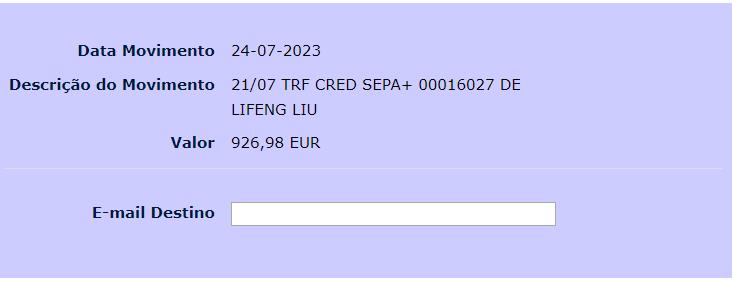 Data Movimento 24-07-2023
Descrição do Movimento 21/07 TRF CRED SEPA+ 00016027 DE
LIFENG LIU
Valor 926,98 EUR
E-mail Destino